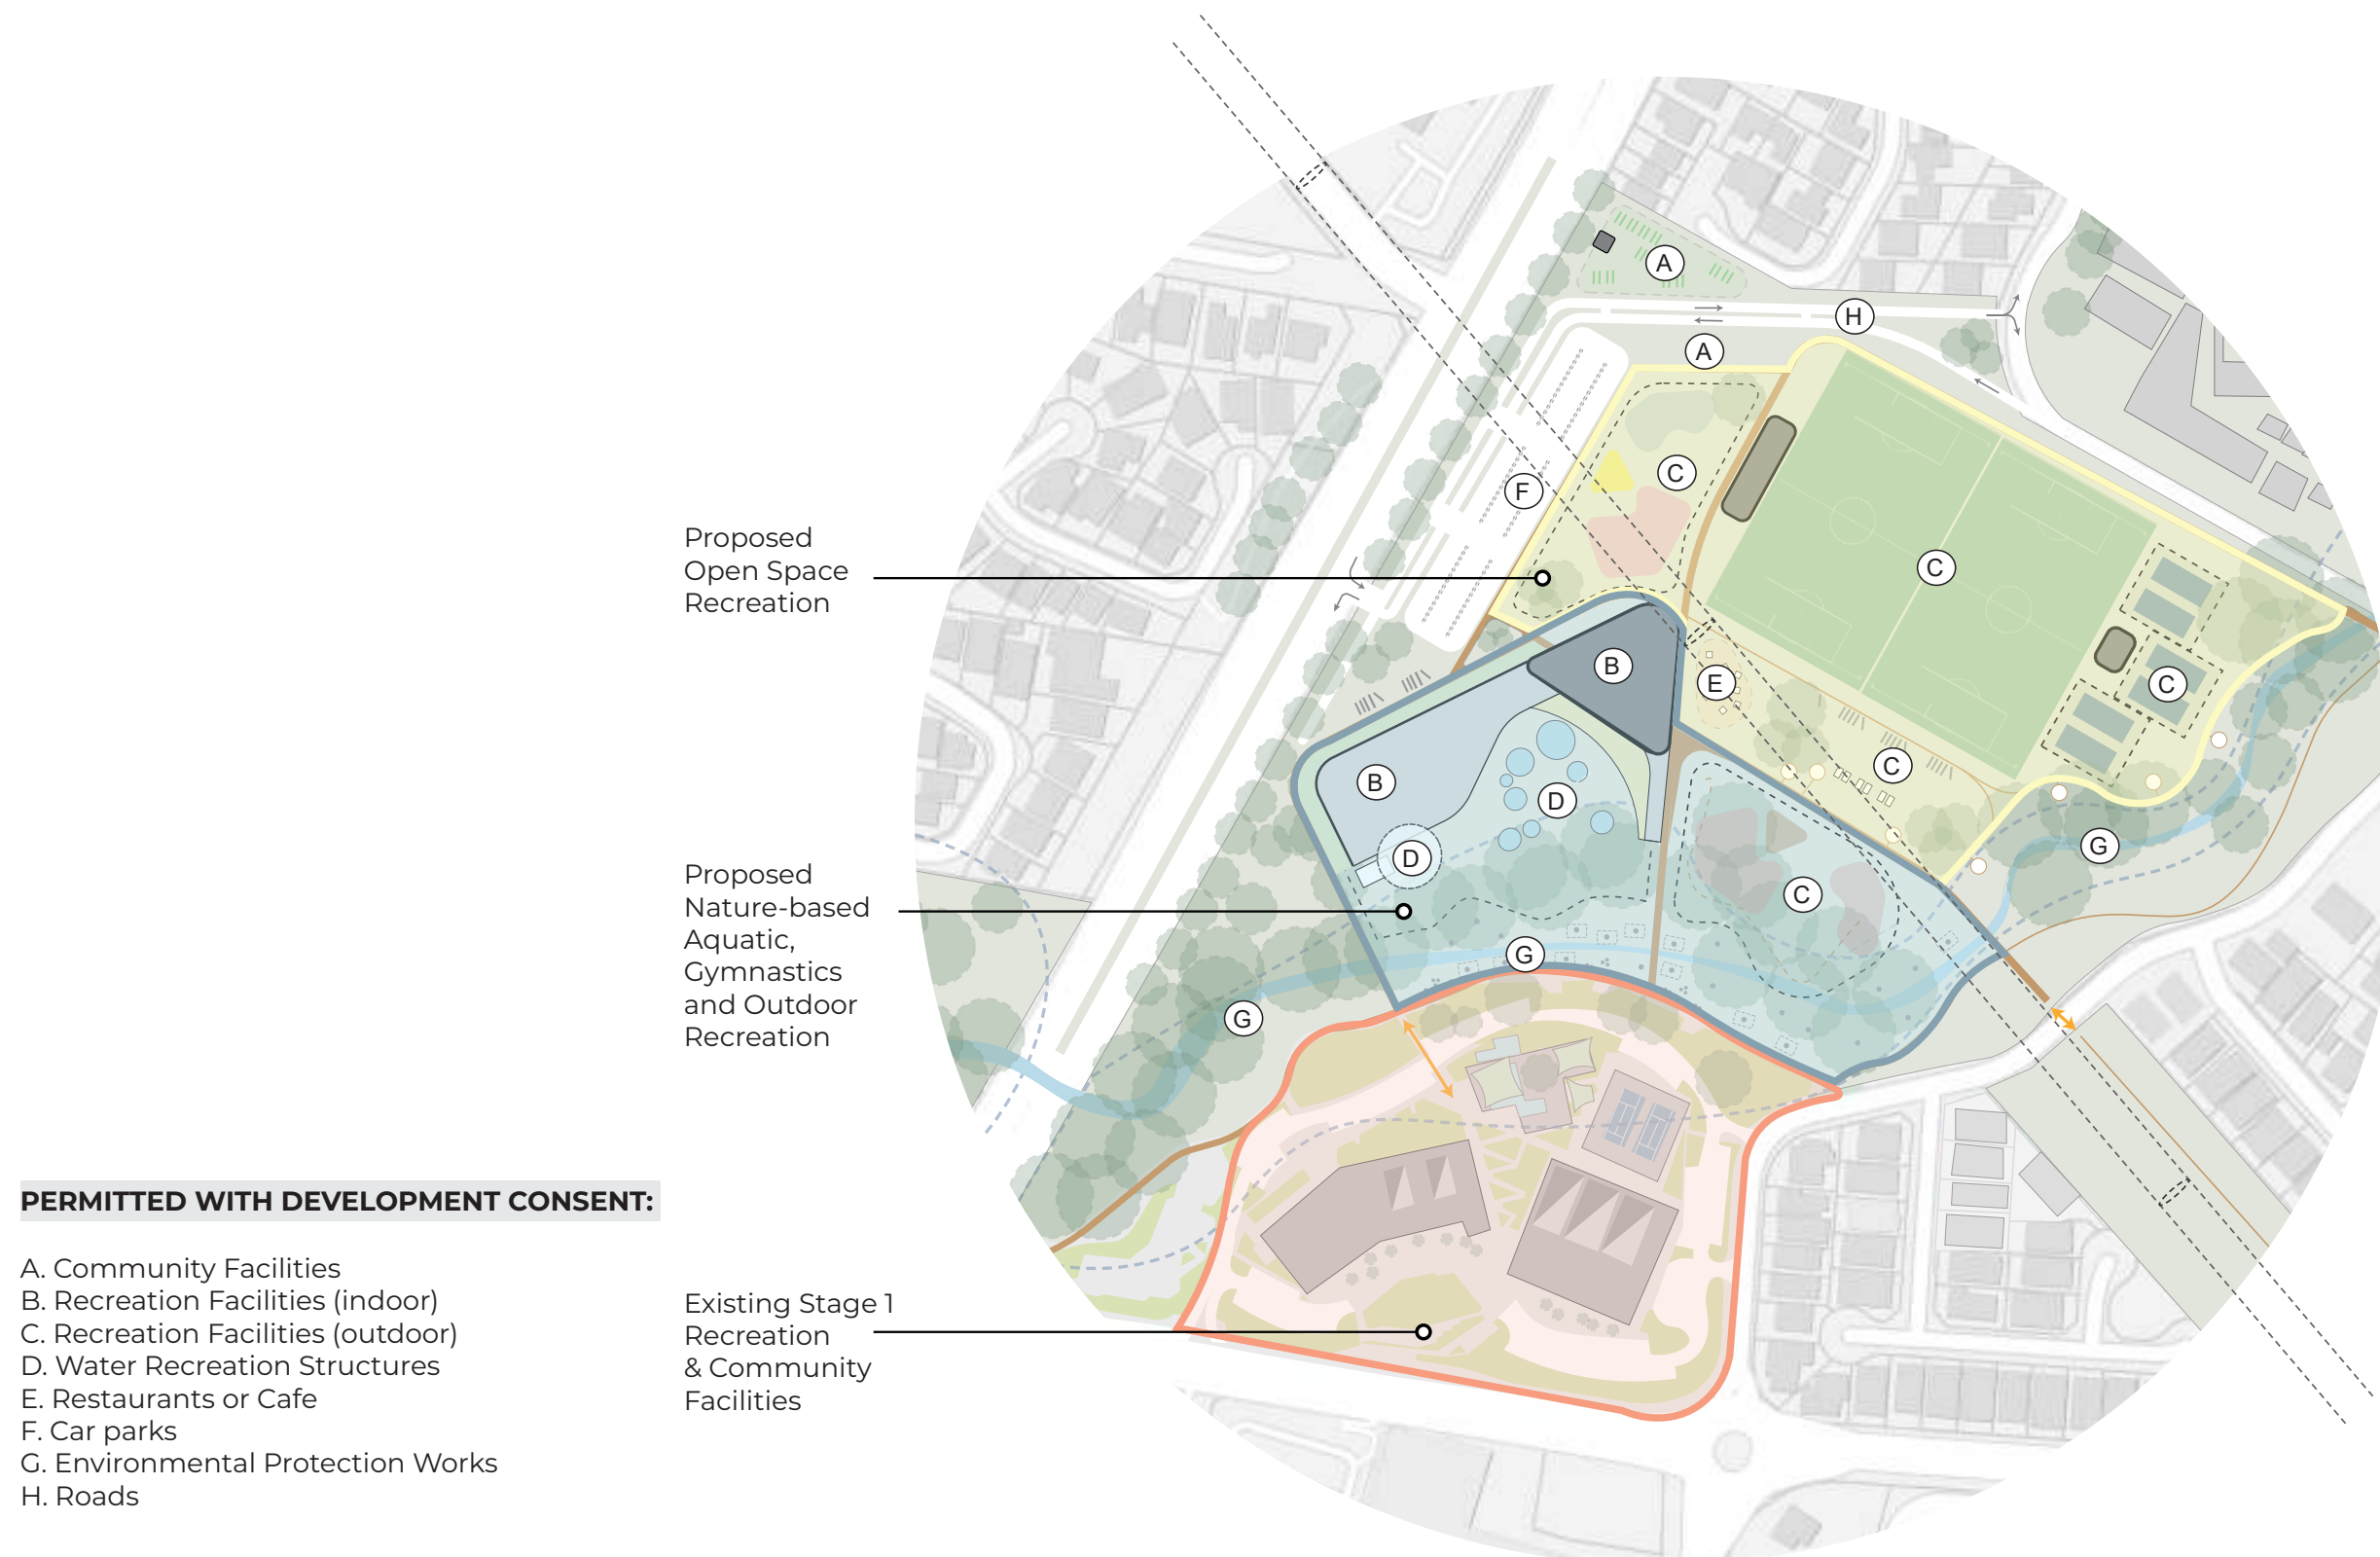 A
H
A
C
F
C
Proposed
Open Space
Recreation
B
E
C
C
B
D
D
G
C
Proposed
Nature-based
Aquatic,
Gymnastics
and Outdoor
Recreation
G
G
PERMITTED WITH DEVELOPMENT CONSENT:
A. Community Facilities
B. Recreation Facilities (indoor)
C. Recreation Facilities (outdoor)
D. Water Recreation Structures
E. Restaurants or Cafe
F. Car parks
G. Environmental Protection Works
H. Roads
Existing Stage 1
Recreation
& Community
Facilities